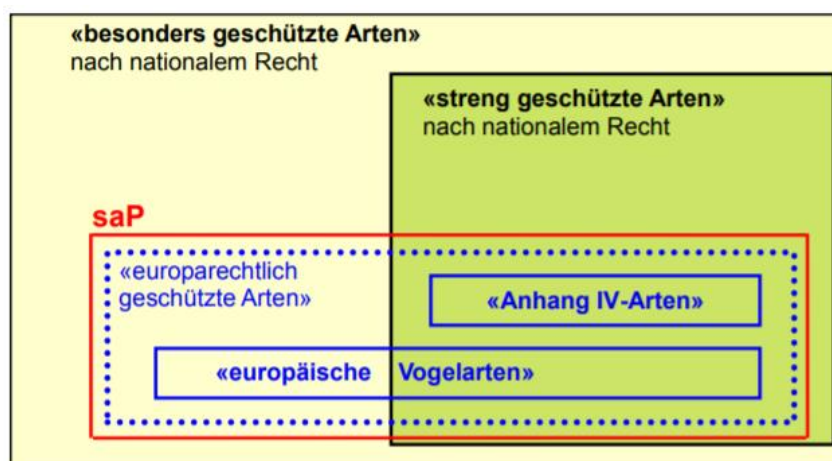 «besonders geschützte Arten»
nach nationalem Recht
«streng geschützte Arten»
nach nationalem Recht
saP
«europarechtlich
geschützte Arten»
«Anhang IV-Arten»
«europäische Vogelarten»